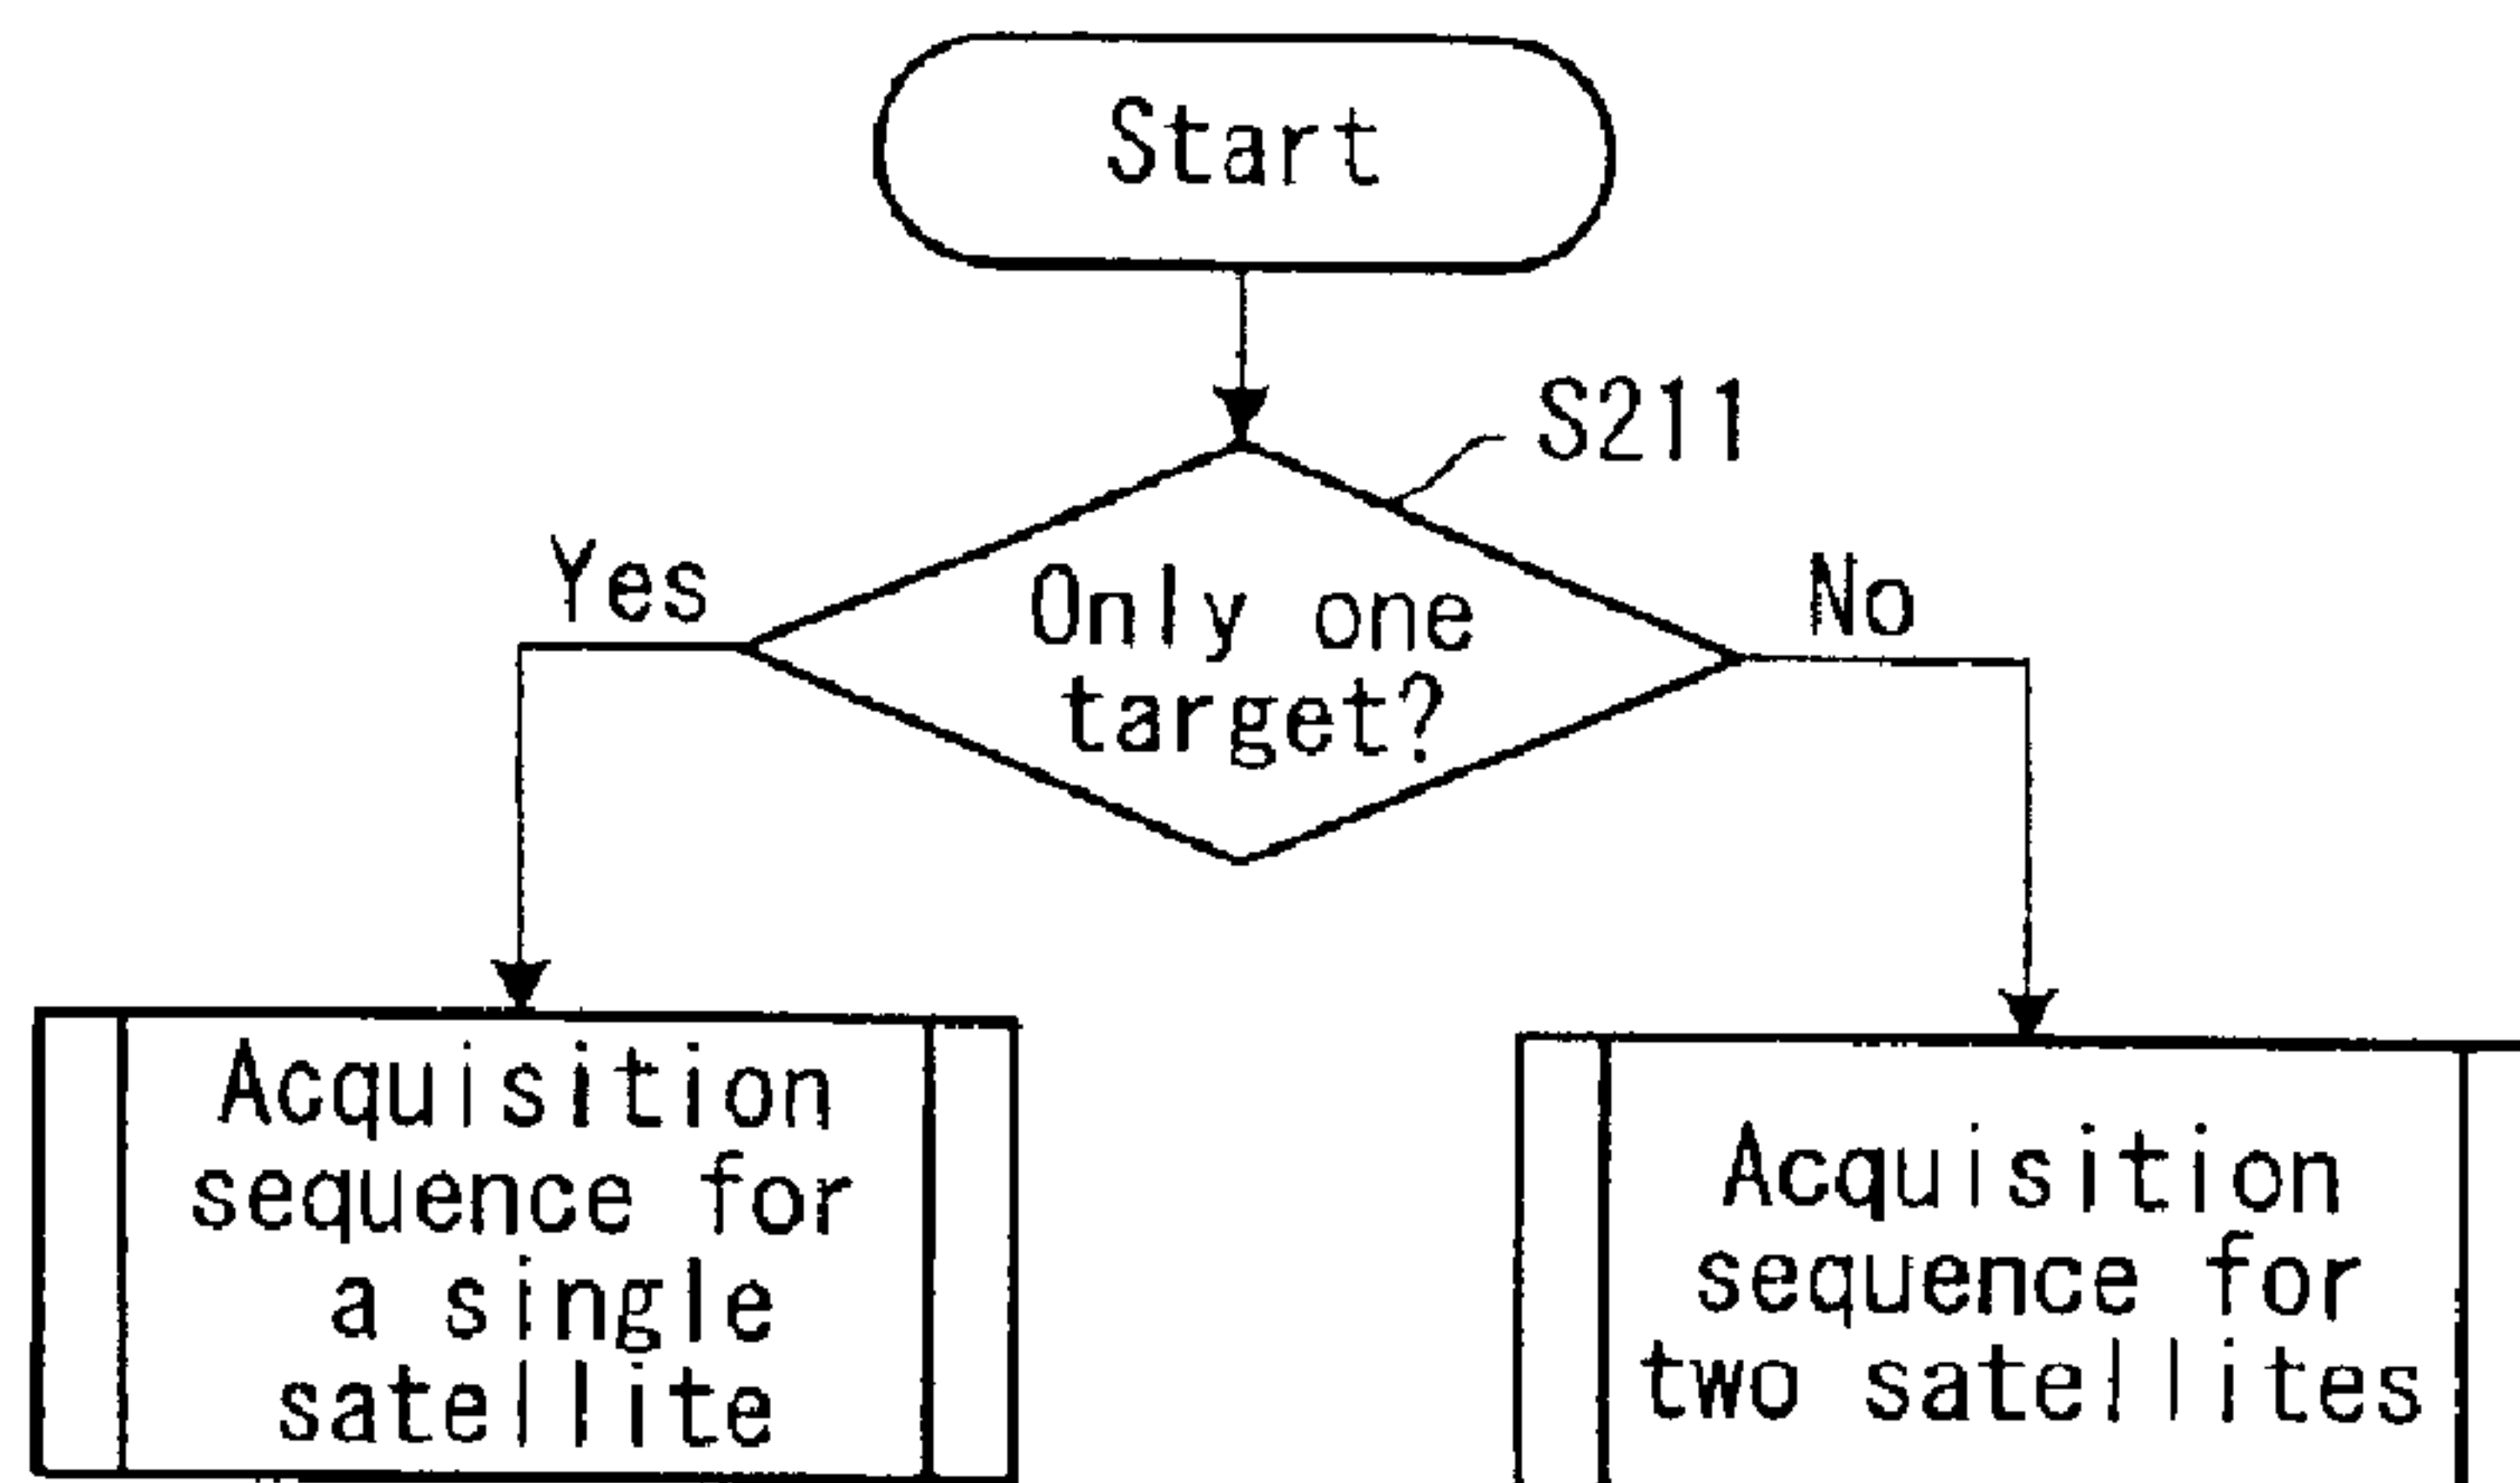 Start
S211
Yes
Only one
target?
No
Acquisition
sequence for
a single
satellite
Acquisition
sequence for
two satellites